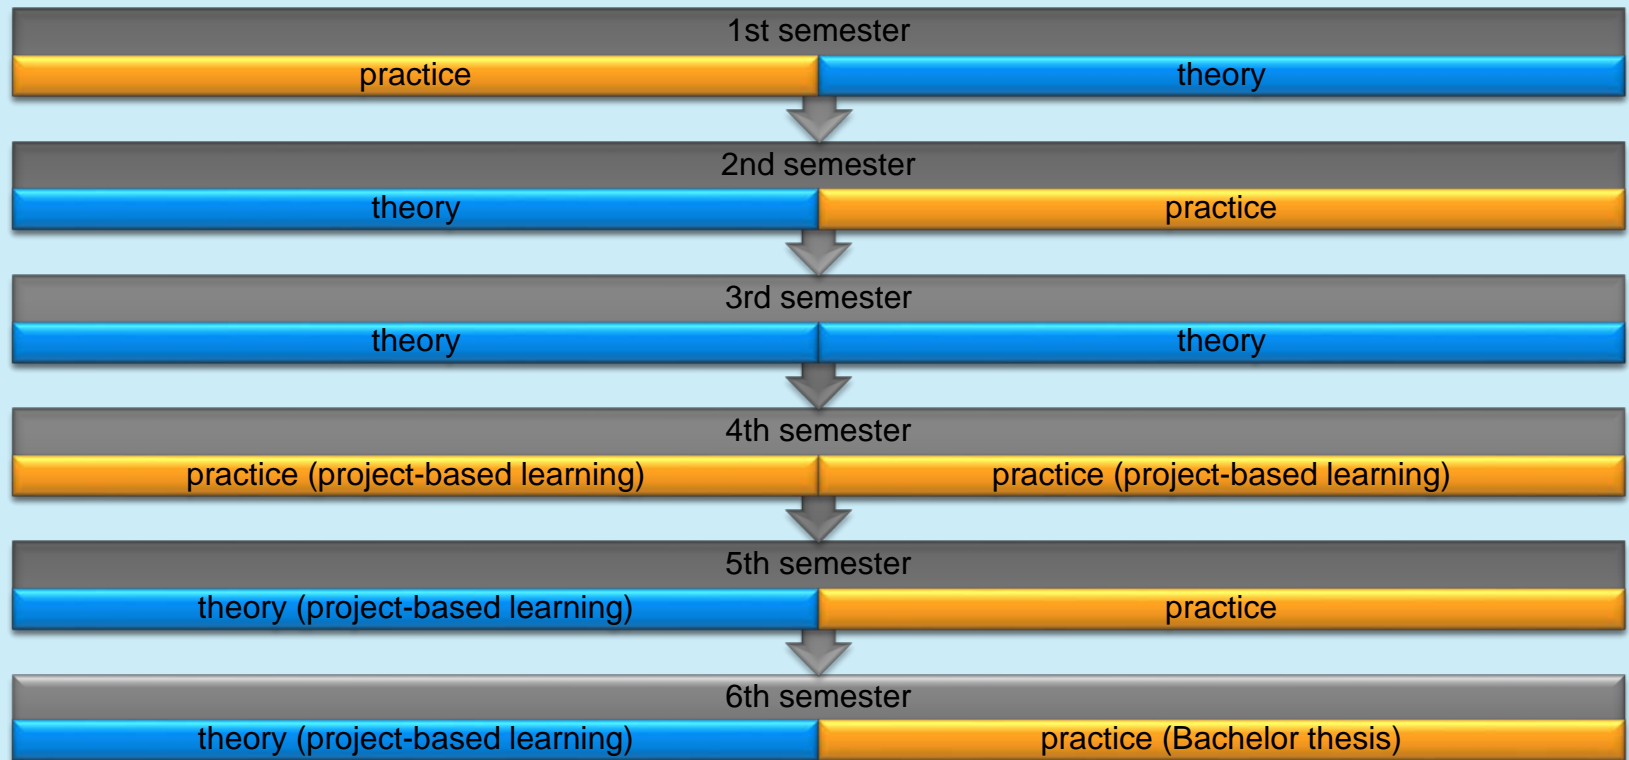 1st semester
practice theory
2nd semester
theory practice
3rd semester
theory theory
4th semester
practice (project-based learning) practice (project-based learning)
5th semester
theory (project-based learning) practice
6th semester
theory (project-based learning) practice (Bachelor thesis)